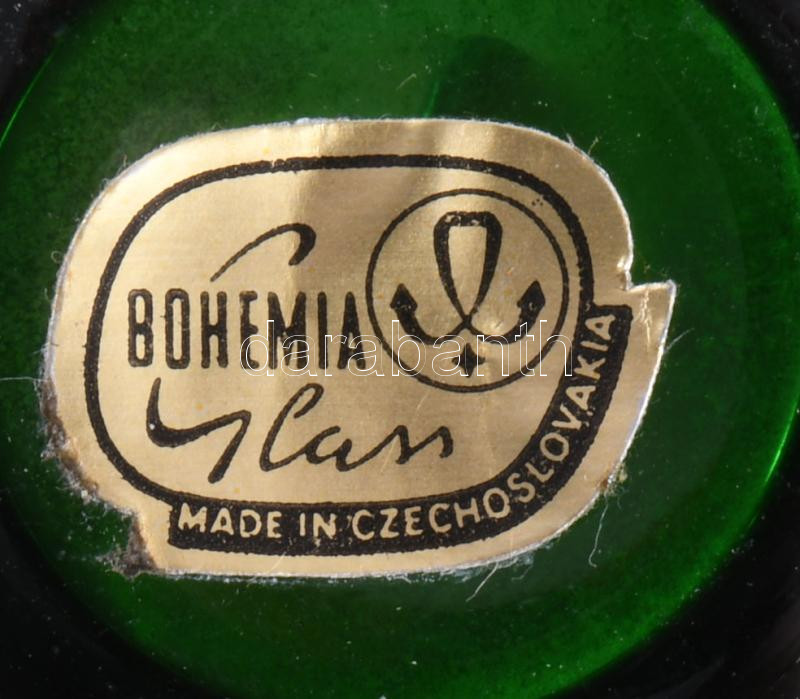 BOHEMIA
Glass
MADE IN CZECHOSLOVAKIA
darabanth